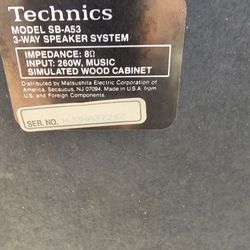 Technics
MODEL SB-A53
3-WAY SPEAKER SYSTEM
IMPEDANCE: 8Ω
INPUT: 260W, MUSIC
SIMULATED WOOD CABINET
Distributed by Matsushita Electric Corporation of
America, Secaucus, NJ 07094. Made in U.S.A. from
U.S. and Foreign Components.
SER. NO.